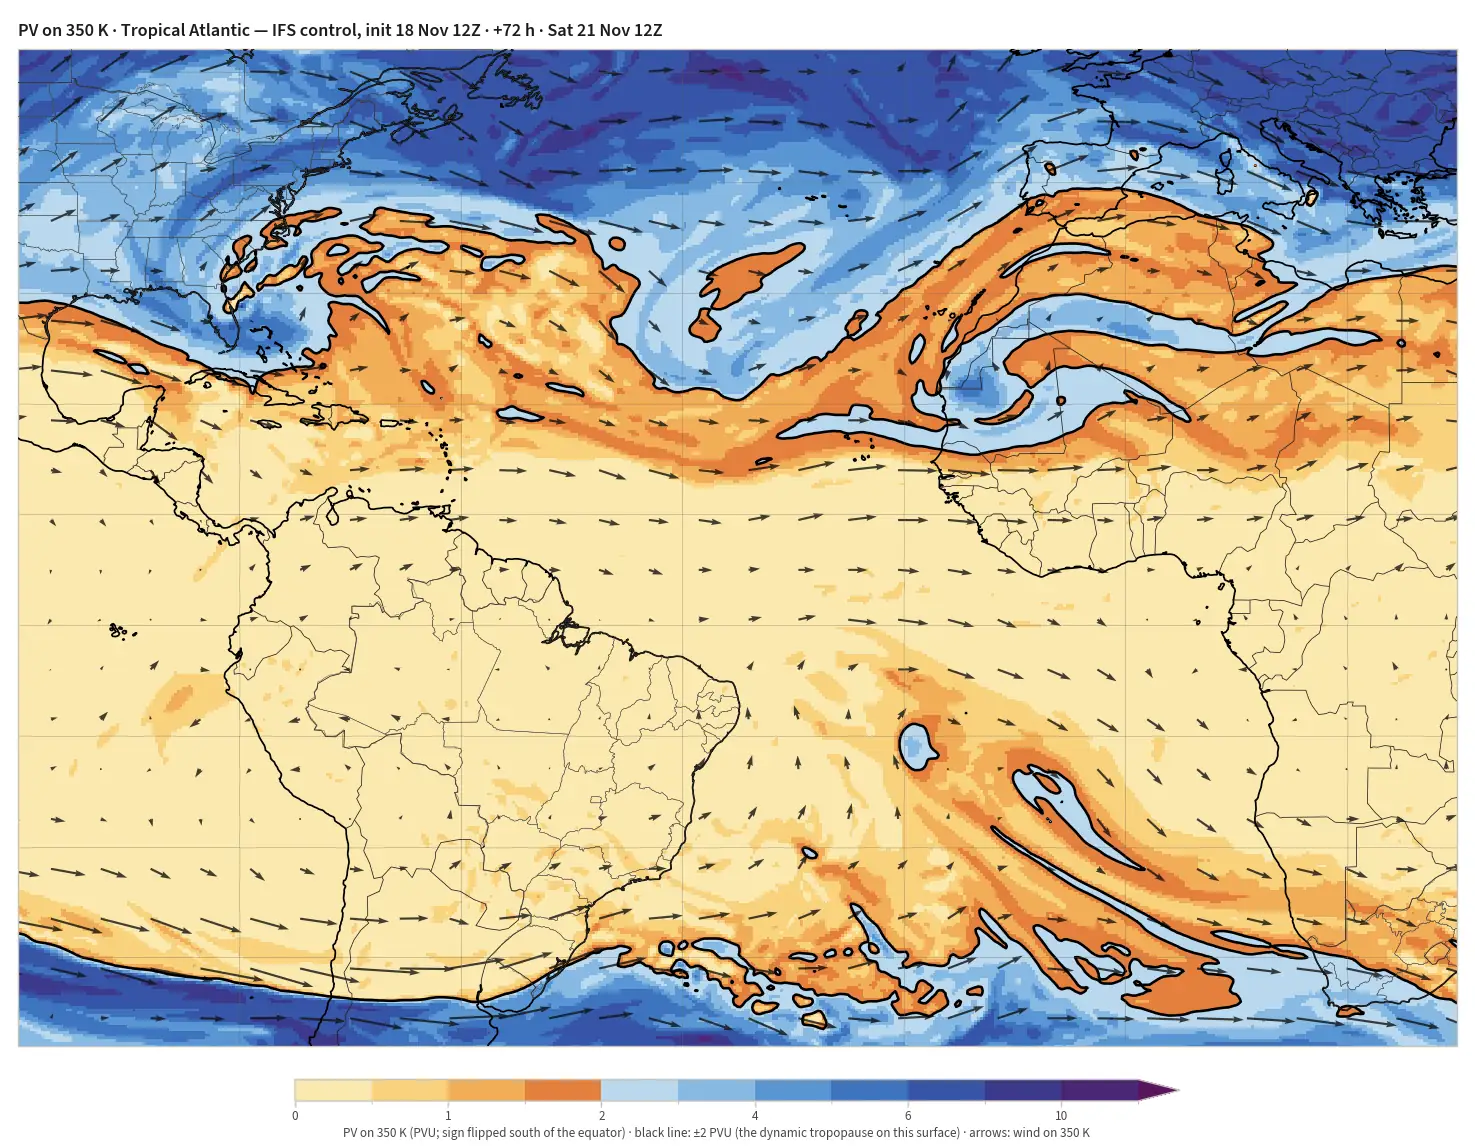 PV on 350 K · Tropical Atlantic — IFS control, init 18 Nov 12Z · +72 h · Sat 21 Nov 12Z
0 1 2 4 6 10
PV on 350 K (PVU; sign flipped south of the equator) · black line: ±2 PVU (the dynamic tropopause on this surface) · arrows: wind on 350 K